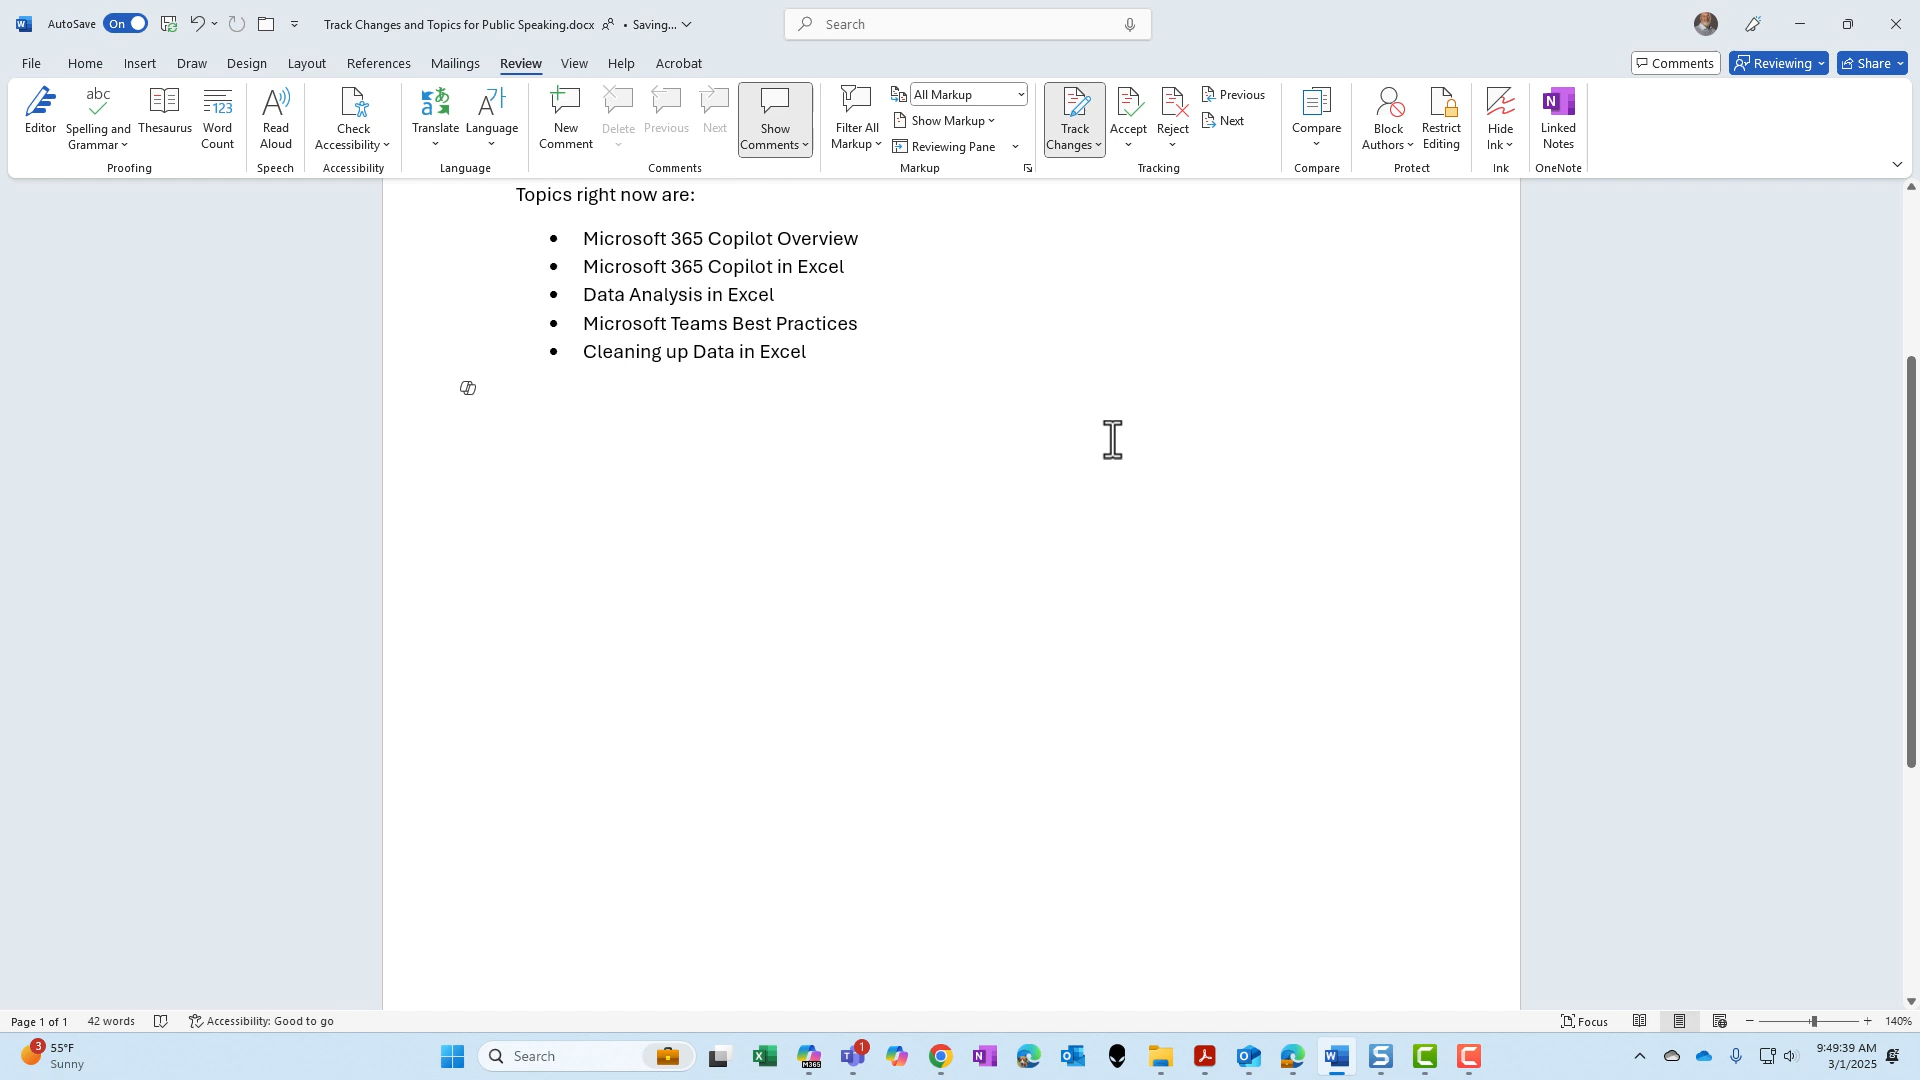 AutoSave On Track Changes and Topics for Public Speaking.docx • Saving... Search
File Home Insert Draw Design Layout References Mailings Review View Help Acrobat Comments Reviewing Share
Editor
abc
Spelling and
Grammar
Thesaurus
123
Word
Count
Proofing
A
Read
Aloud
Speech
Check
Accessibility
Accessibility
Translate
Language
Language
New
Comment
Delete
Previous
Next
Show
Comments
Comments
Filter All
Markup
All Markup
Show Markup
Reviewing Pane
Markup
Track
Changes
Accept
Reject
Previous
Next
Tracking
Compare
Compare
Block
Authors
Restrict
Editing
Protect
Hide
Ink
Ink
N
Linked
Notes
OneNote
Topics right now are:
• Microsoft 365 Copilot Overview
• Microsoft 365 Copilot in Excel
• Data Analysis in Excel
• Microsoft Teams Best Practices
• Cleaning up Data in Excel
Page 1 of 1 42 words Accessibility: Good to go Focus 140%
3
55°F
Sunny
Search
M365
1
9:49:39 AM
3/1/2025